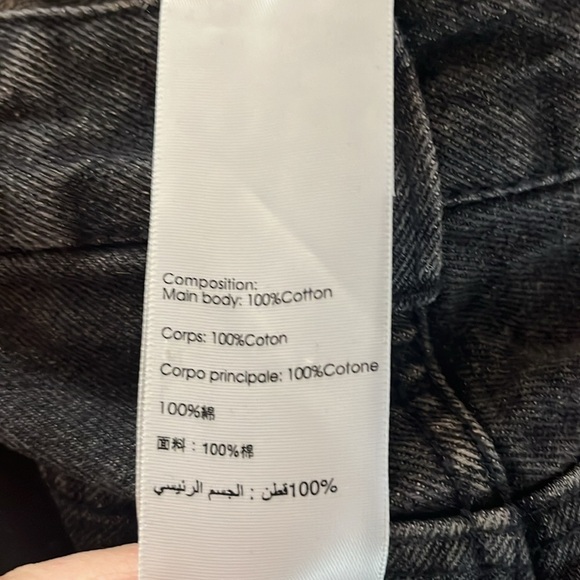 Composition:
Main body: 100%Cotton
Corps: 100%Coton
Corpo principale: 100%Cotone
100%綿
面料：100%棉
100%قطن : الجسم الرئيسي